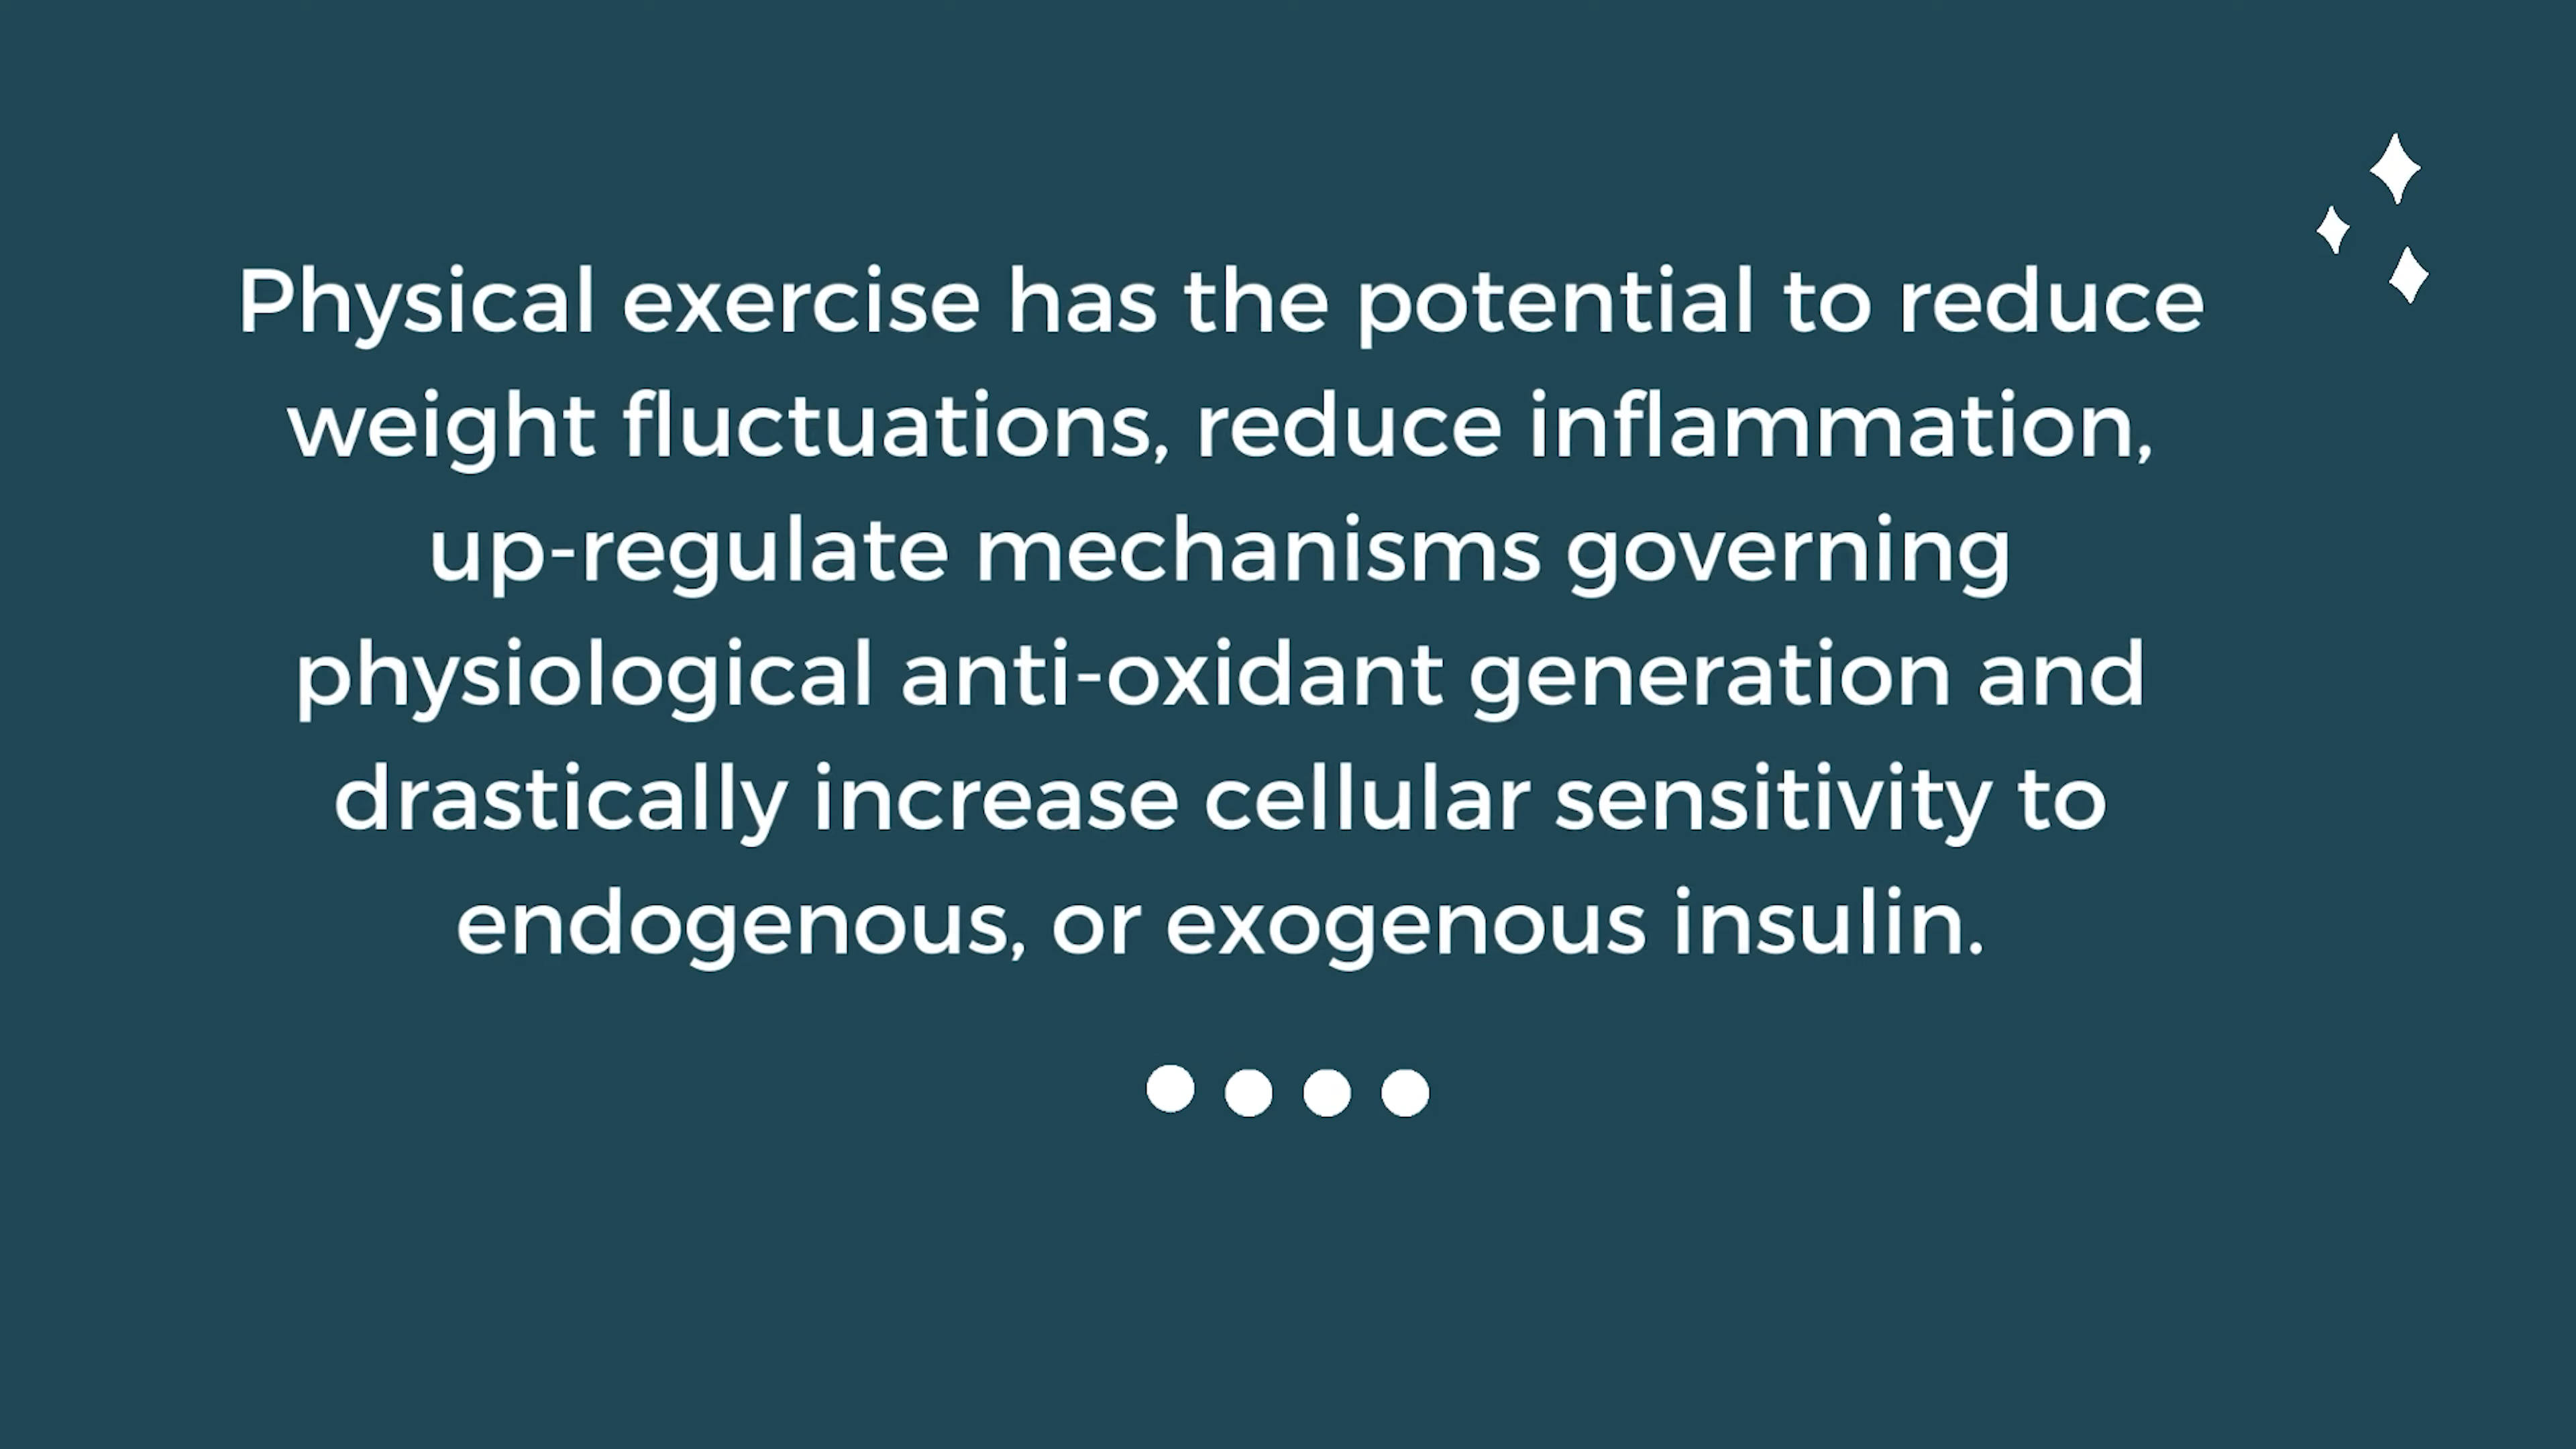 Physical exercise has the potential to reduce
weight fluctuations, reduce inflammation,
up-regulate mechanisms governing
physiological anti-oxidant generation and
drastically increase cellular sensitivity to
endogenous, or exogenous insulin.